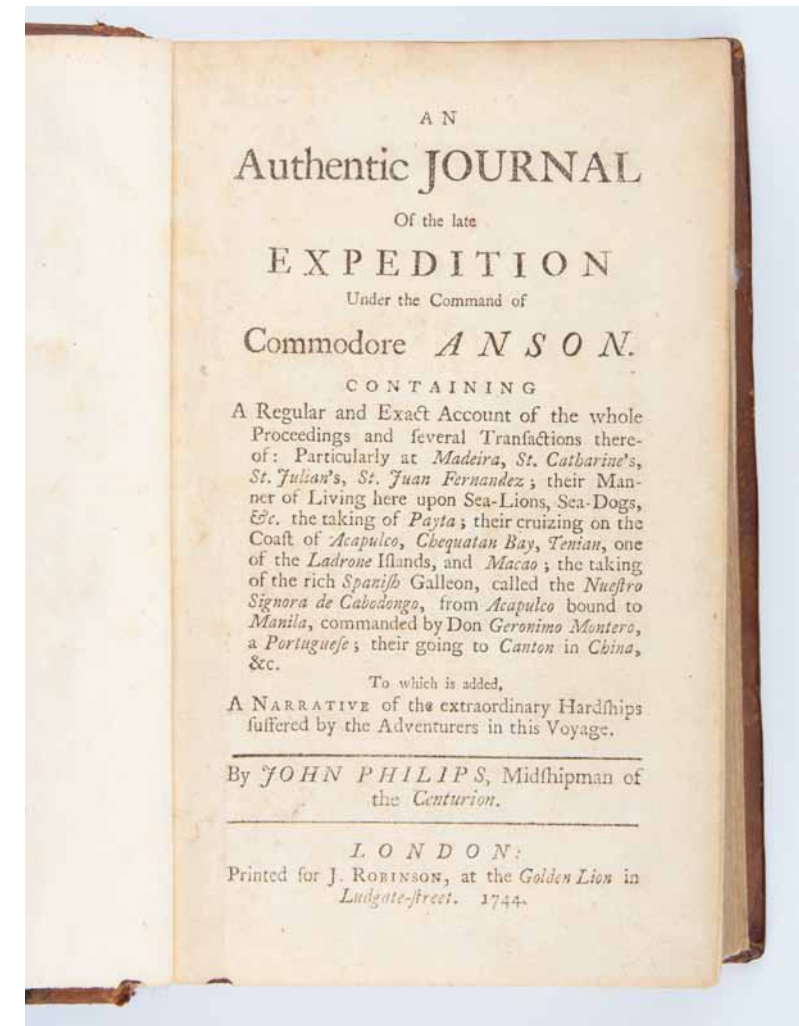 AN
Authentic JOURNAL
Of the late
EXPEDITION
Under the Command of
Commodore ANSON.
CONTAINING
A Regular and Exact Account of the whole
Proceedings and ſeveral Tranſactions there-
of: Particularly at Madeira, St. Catharine's,
St. Julian's, St. Juan Fernandez; their Man-
ner of Living here upon Sea-Lions, Sea-Dogs,
&c. the taking of Payta; their cruizing on the
Coaſt of Acapulco, Chequatan Bay, Tenian, one
of the Ladrone Iſlands, and Macao; the taking
of the rich Spaniſh Galleon, called the Nueſtro
Signora de Cabodongo, from Acapulco bound to
Manila, commanded by Don Geronimo Montero,
a Portugueſe; their going to Canton in China,
&c.
To which is added,
A NARRATIVE of the extraordinary Hardſhips
ſuffered by the Adventurers in this Voyage.
By JOHN PHILIPS, Midſhipman of
the Centurion.
LONDON:
Printed for J. ROBINSON, at the Golden Lion in
Ludgate-ſtreet. 1744.